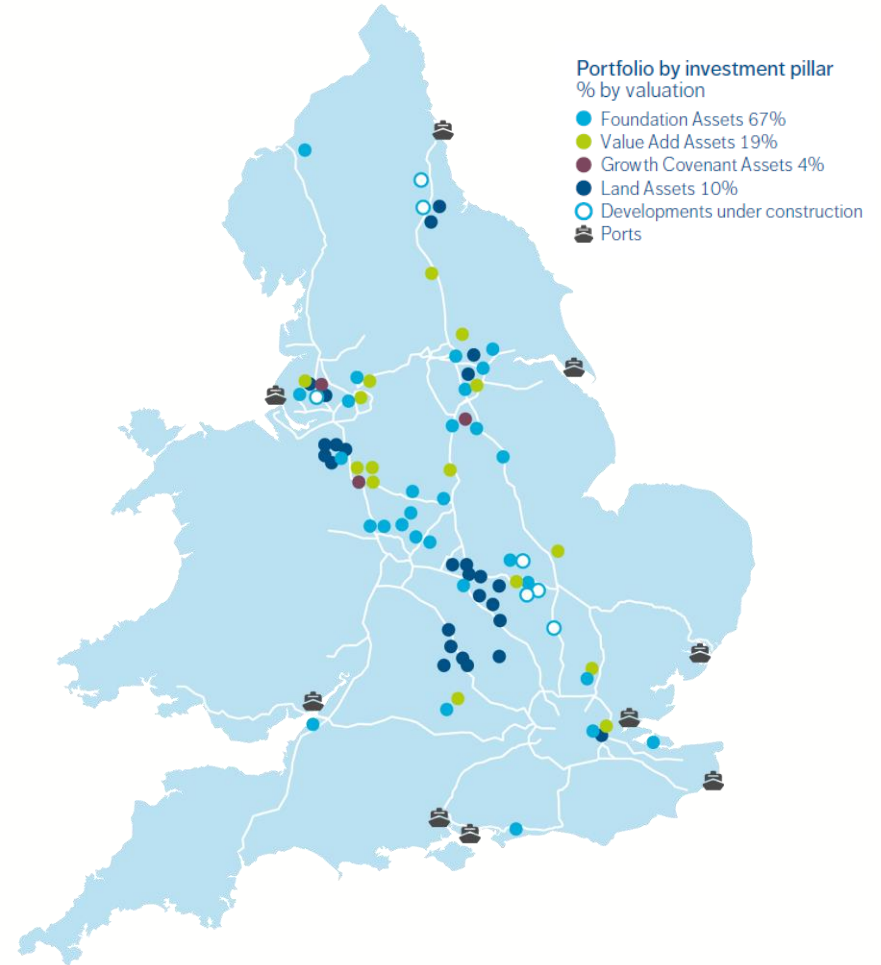 Portfolio by investment pillar
% by valuation
Foundation Assets 67%
Value Add Assets 19%
Growth Covenant Assets 4%
Land Assets 10%
Developments under construction
Ports